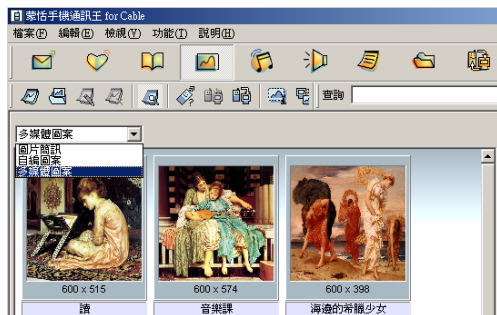 蒙恬手機通訊王 for Cable
檔案(F) 編輯(E) 檢視(V) 功能(I) 說明(H)
查詢
多媒體圖案
圖片簡訊
自編圖案
多媒體圖案
600 x 515 600 x 574 600 x 398
讀 音樂課 海邊的希臘少女